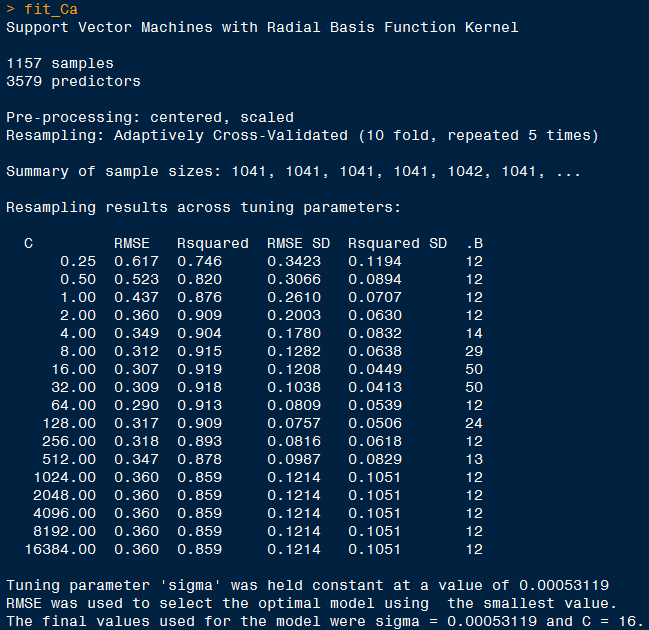 > fit_Ca
Support Vector Machines with Radial Basis Function Kernel
1157 samples
3579 predictors
Pre-processing: centered, scaled
Resampling: Adaptively Cross-Validated (10 fold, repeated 5 times)
Summary of sample sizes: 1041, 1041, 1041, 1041, 1042, 1041, ...
Resampling results across tuning parameters:
C RMSE Rsquared RMSE SD Rsquared SD .B
0.25 0.617 0.746 0.3423 0.1194 12
0.50 0.523 0.820 0.3066 0.0894 12
1.00 0.437 0.876 0.2610 0.0707 12
2.00 0.360 0.909 0.2003 0.0630 12
4.00 0.349 0.904 0.1780 0.0832 14
8.00 0.312 0.915 0.1282 0.0638 29
16.00 0.307 0.919 0.1208 0.0449 50
32.00 0.309 0.918 0.1038 0.0413 50
64.00 0.290 0.913 0.0809 0.0539 12
128.00 0.317 0.909 0.0757 0.0506 24
256.00 0.318 0.893 0.0816 0.0618 12
512.00 0.347 0.878 0.0987 0.0829 13
1024.00 0.360 0.859 0.1214 0.1051 12
2048.00 0.360 0.859 0.1214 0.1051 12
4096.00 0.360 0.859 0.1214 0.1051 12
8192.00 0.360 0.859 0.1214 0.1051 12
16384.00 0.360 0.859 0.1214 0.1051 12
Tuning parameter 'sigma' was held constant at a value of 0.00053119
RMSE was used to select the optimal model using  the smallest value.
The final values used for the model were sigma = 0.00053119 and C = 16.